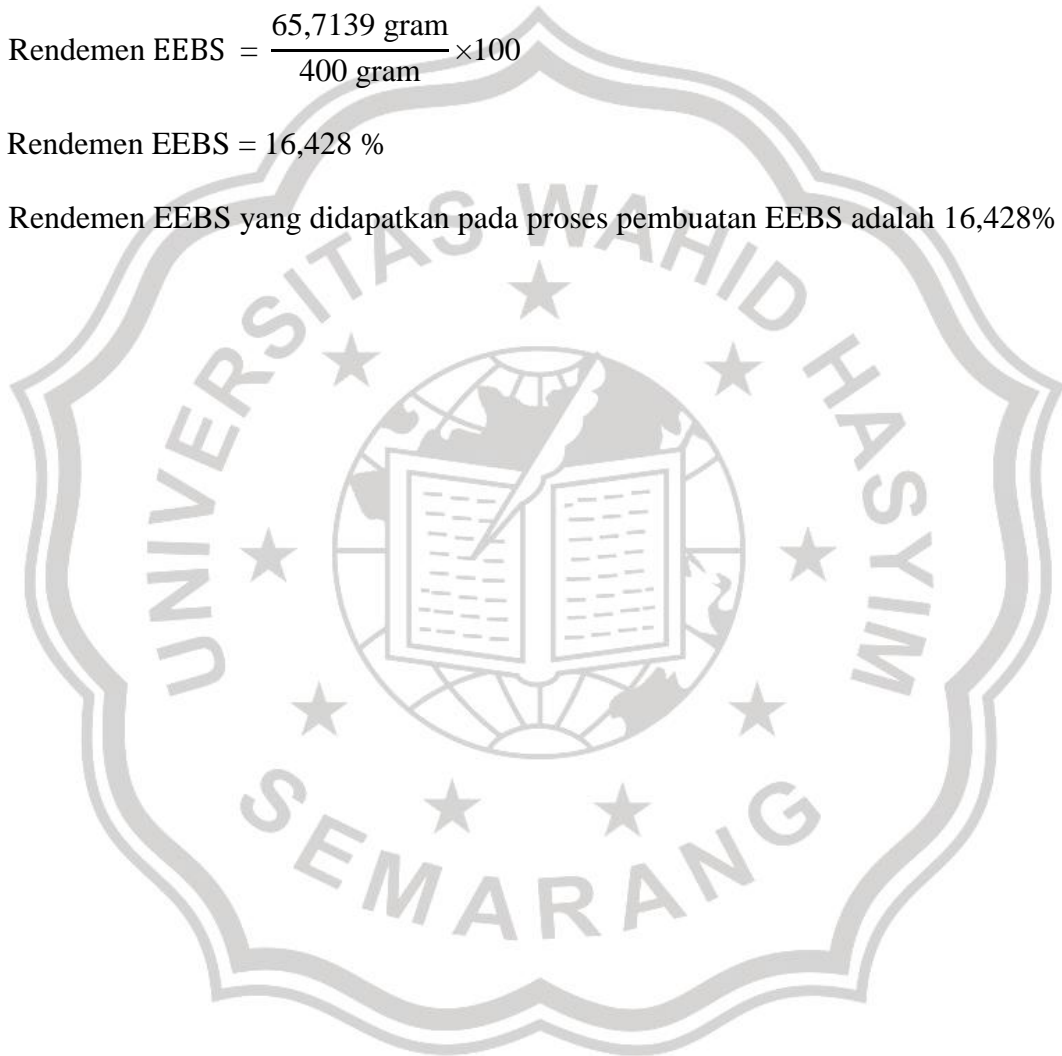 Rendemen EEBS = 65,7139 gram / 400 gram ×100
Rendemen EEBS = 16,428 %
Rendemen EEBS yang didapatkan pada proses pembuatan EEBS adalah 16,428%
UNIVERSITAS WAHID HASYIM
SEMARANG